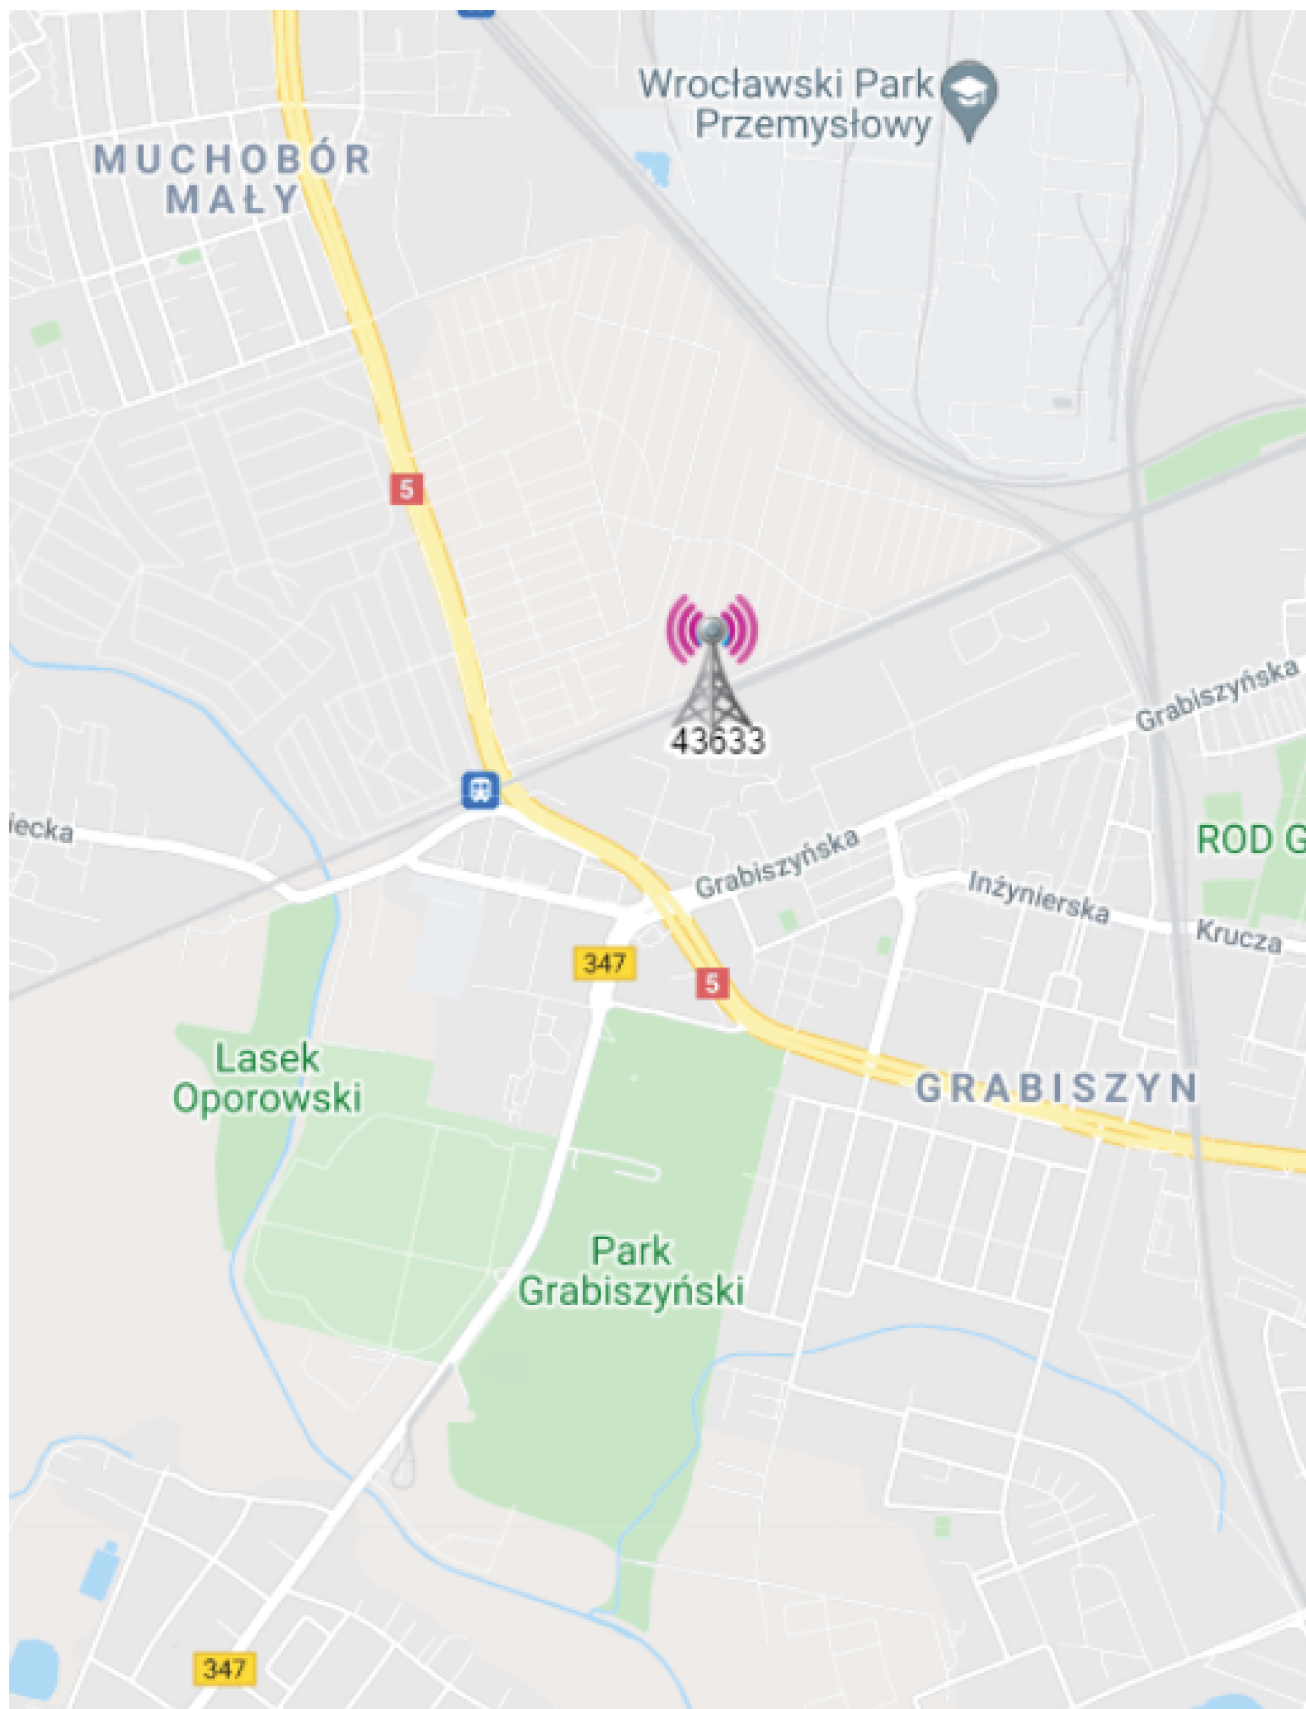 Wrocławski Park
Przemysłowy
MUCHOBÓR
MAŁY
5
43633
Grabiszyńska
iecka
Grabiszyńska
ROD G
Inżynierska
Krucza
347
5
Lasek
Oporowski
GRABISZYN
Park
Grabiszyński
347